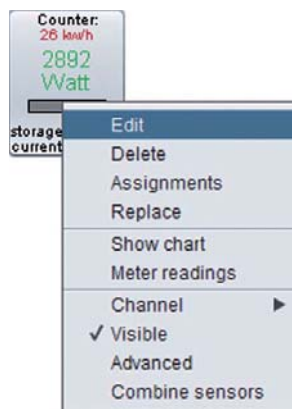 Counter:
26 kw/h
2892
Watt
storage
current
Edit
Delete
Assignments
Replace
Show chart
Meter readings
Channel
Visible
Advanced
Combine sensors